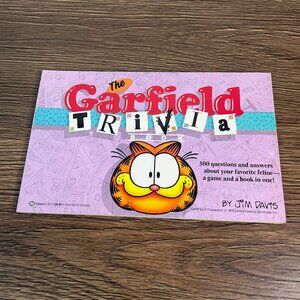 The
Garfield
TRiVia
BOOK
300 questions and answers
about your favorite feline—
a game and a book in one!
BY JIM DAVIS